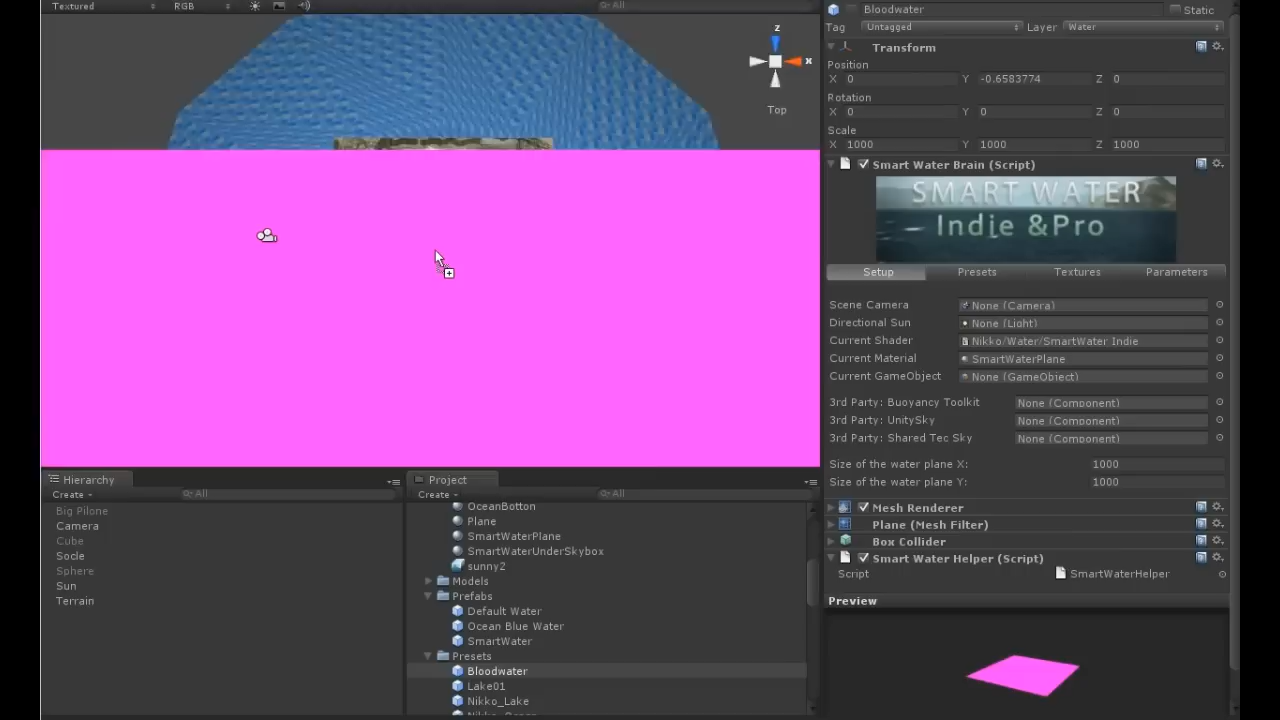 Textured RGB All
Bloodwater Static
Tag Untagged Layer Water
Transform
Position
X 0 Y -0.6583774 Z 0
Rotation
X 0 Y 0 Z 0
Scale
X 1000 Y 1000 Z 1000
z
x
Top
Smart Water Brain (Script)
SMART WATER
Indie &Pro
Setup Presets Textures Parameters
Scene Camera None (Camera)
Directional Sun None (Light)
Current Shader Nikko/Water/SmartWater Indie
Current Material SmartWaterPlane
Current GameObject None (GameObject)
3rd Party: Buoyancy Toolkit None (Component)
3rd Party: UnitySky None (Component)
3rd Party: Shared Tec Sky None (Component)
Size of the water plane X: 1000
Size of the water plane Y: 1000
Mesh Renderer
Plane (Mesh Filter)
Box Collider
Smart Water Helper (Script)
Script SmartWaterHelper
Preview
Hierarchy
Create All
Big Pilone
Camera
Cube
Socle
Sphere
Sun
Terrain
Project
Create All
OceanBotton
Plane
SmartWaterPlane
SmartWaterUnderSkybox
sunny2
Models
Prefabs
Default Water
Ocean Blue Water
SmartWater
Presets
Bloodwater
Lake01
Nikko_Lake